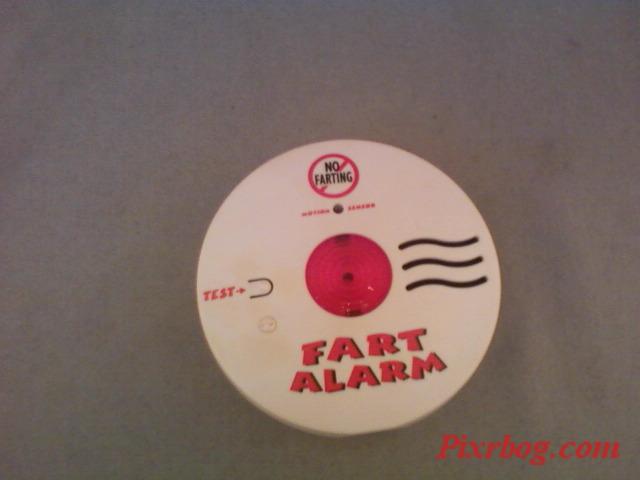 NO
FARTING
MOTION SENSOR
TEST→
FART
ALARM
Pixrbog.com